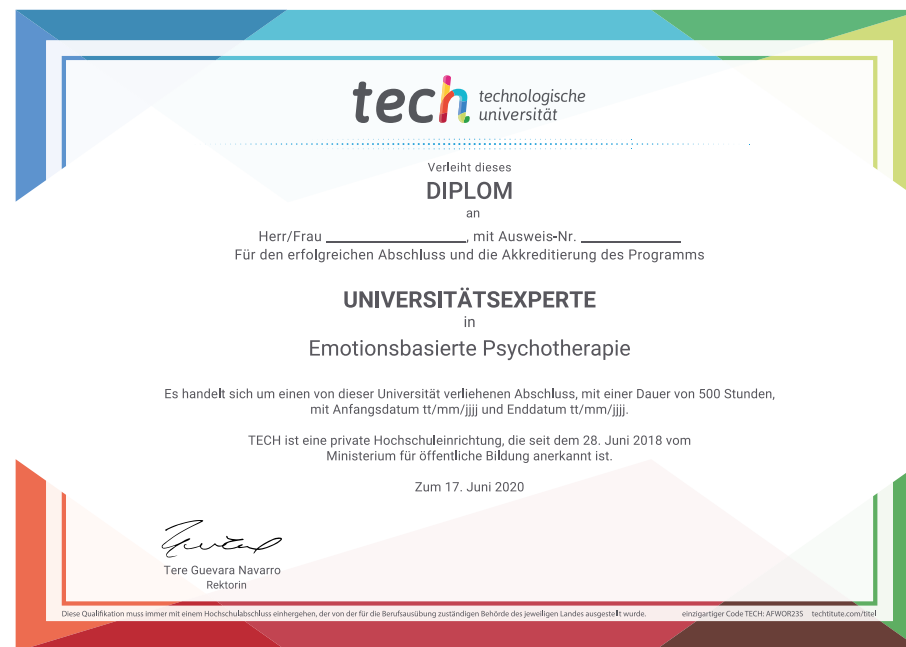 tech technologische
universität
Verleiht dieses
DIPLOM
an
Herr/Frau ____________, mit Ausweis-Nr. ____________
Für den erfolgreichen Abschluss und die Akkreditierung des Programms
UNIVERSITÄTSEXPERTE
in
Emotionsbasierte Psychotherapie
Es handelt sich um einen von dieser Universität verliehenen Abschluss, mit einer Dauer von 500 Stunden,
mit Anfangsdatum tt/mm/jjjj und Enddatum tt/mm/jjjj.
TECH ist eine private Hochschuleinrichtung, die seit dem 28. Juni 2018 vom
Ministerium für öffentliche Bildung anerkannt ist.
Zum 17. Juni 2020
Tere Guevara Navarro
Rektorin
Diese Qualifikation muss immer mit einem Hochschulabschluss einhergehen, der von der für die Berufsausübung zuständigen Behörde des jeweiligen Landes ausgestellt wurde. einzigartiger Code TECH: AFWOR23S techtitute.com/titel